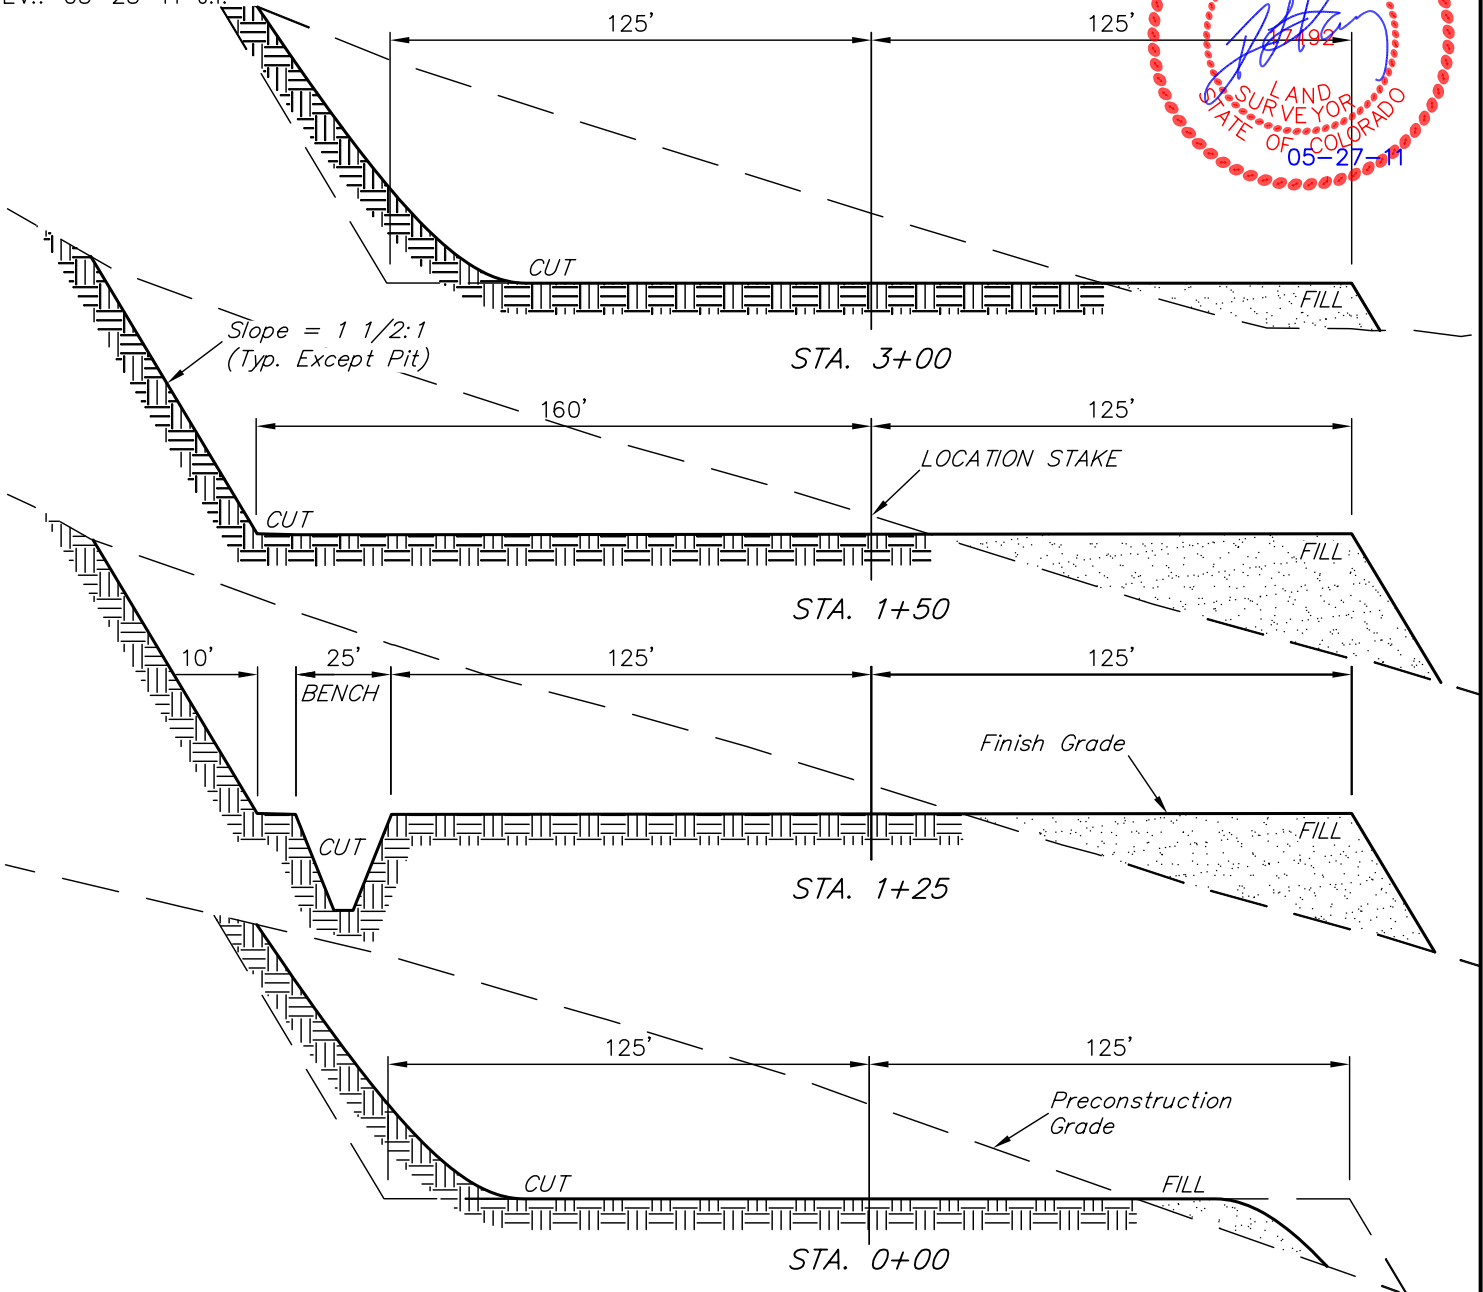 125'
125'
17492
LAND
SURVEYOR
STATE OF COLORADO
05-27-11
CUT
FILL
Slope = 1 1/2:1
(Typ. Except Pit)
STA. 3+00
160'
125'
LOCATION STAKE
CUT
FILL
STA. 1+50
10'
25'
125'
125'
BENCH
Finish Grade
CUT
FILL
STA. 1+25
125'
125'
Preconstruction
Grade
CUT
FILL
STA. 0+00